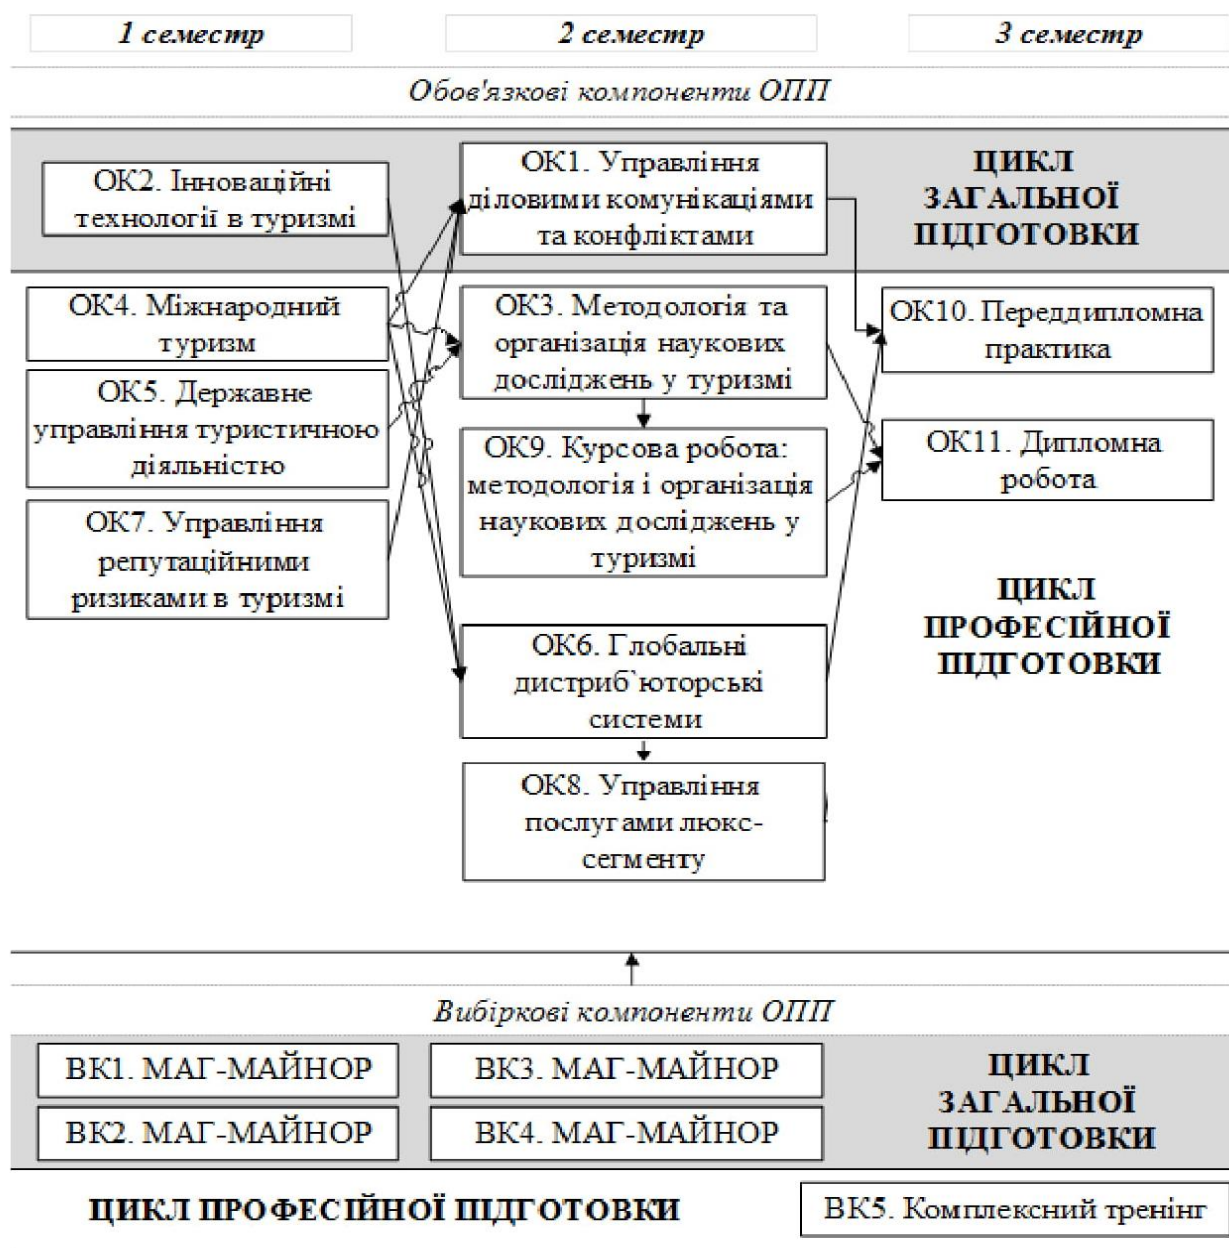 1 семестр
2 семестр
3 семестр
Обов'язкові компоненти ОПП
ОК2. Інноваційні
технології в туризмі
ОК1. Управління
діловими комунікаціями
та конфліктами
ЦИКЛ
ЗАГАЛЬНОЇ
ПІДГОТОВКИ
ОК4. Міжнародний
туризм
ОК5. Державне
управління туристичною
діяльністю
ОК7. Управління
репутаційними
ризиками в туризмі
ОК3. Методологія та
організація наукових
досліджень у туризмі
ОК9. Курсова робота:
методологія і організація
наукових досліджень у
туризмі
ОК6. Глобальні
дистриб`юторські
системи
ОК8. Управління
послугами люкс-
сегменту
ОК10. Переддипломна
практика
ОК11. Дипломна
робота
ЦИКЛ
ПРОФЕСІЙНОЇ
ПІДГОТОВКИ
Вибіркові компоненти ОПП
ВК1. МАГ-МАЙНОР
ВК3. МАГ-МАЙНОР
ВК2. МАГ-МАЙНОР
ВК4. МАГ-МАЙНОР
ЦИКЛ
ЗАГАЛЬНОЇ
ПІДГОТОВКИ
ЦИКЛ ПРОФЕСІЙНОЇ ПІДГОТОВКИ
ВК5. Комплексний тренінг